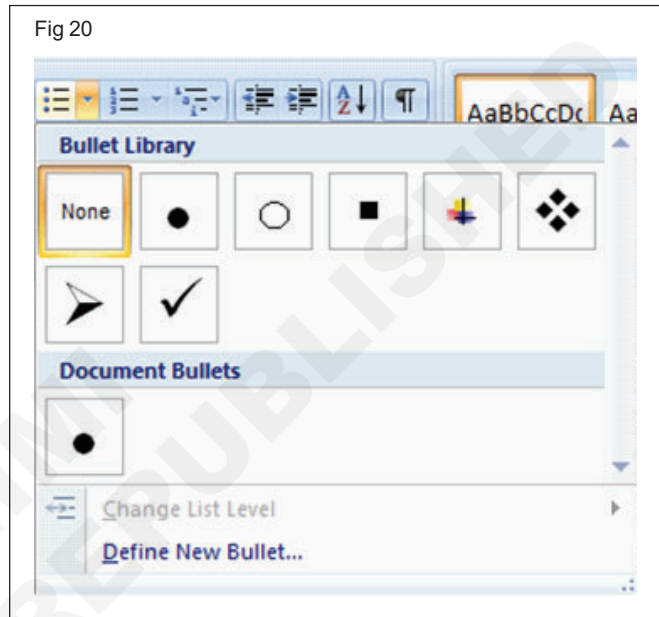 Fig 20
AaBbCcDc Aa
Bullet Library
None
Document Bullets
Change List Level
Define New Bullet...